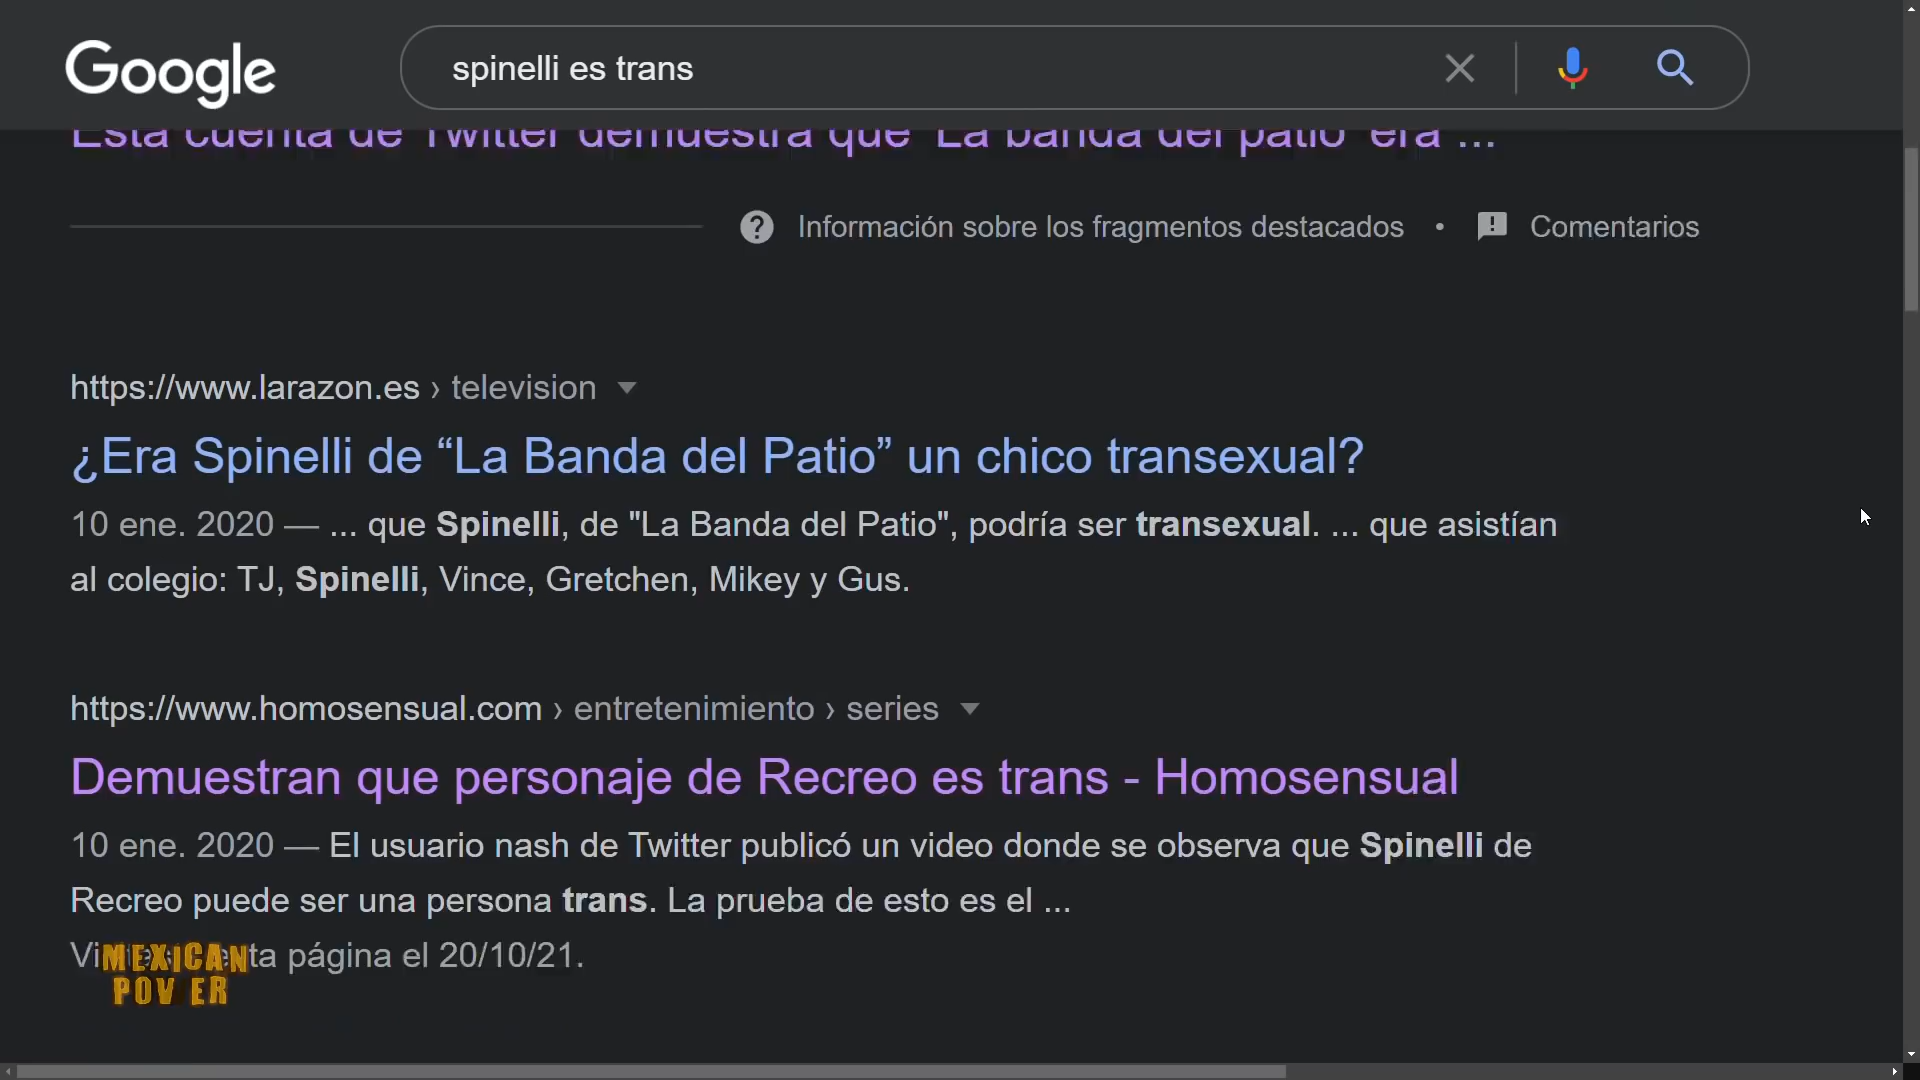 Google
spinelli es trans
Esta cuenta de Twitter demuestra que 'La banda del patio' era ...
Información sobre los fragmentos destacados • Comentarios
https://www.larazon.es › television
¿Era Spinelli de “La Banda del Patio” un chico transexual?
10 ene. 2020 — ... que Spinelli, de "La Banda del Patio", podría ser transexual. ... que asistían
al colegio: TJ, Spinelli, Vince, Gretchen, Mikey y Gus.
https://www.homosensual.com › entretenimiento › series
Demuestran que personaje de Recreo es trans - Homosensual
10 ene. 2020 — El usuario nash de Twitter publicó un video donde se observa que Spinelli de
Recreo puede ser una persona trans. La prueba de esto es el ...
página el 20/10/21.
MEXICAN
POWER